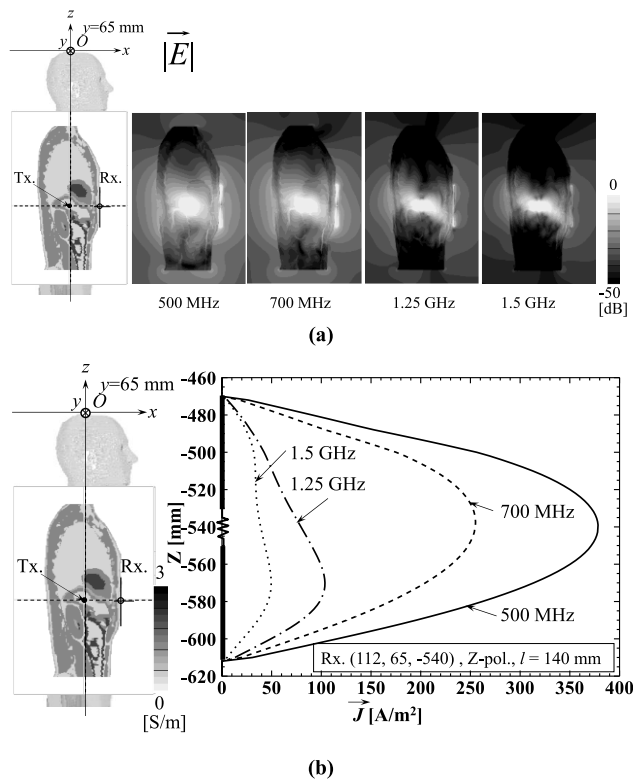 z
y
O
y=65 mm
x
|E|
Tx.
Rx.
0
-50
[dB]
500 MHz
700 MHz
1.25 GHz
1.5 GHz
(a)
z
y
O
y=65 mm
x
Tx.
Rx.
3
0
[S/m]
-460
-480
-500
-520
-540
-560
-580
-600
-620
Z [mm]
1.5 GHz
1.25 GHz
700 MHz
500 MHz
Rx. (112, 65, -540) , Z-pol., l = 140 mm
0 50 100 150 200 250 300 350 400
J [A/m²]
(b)